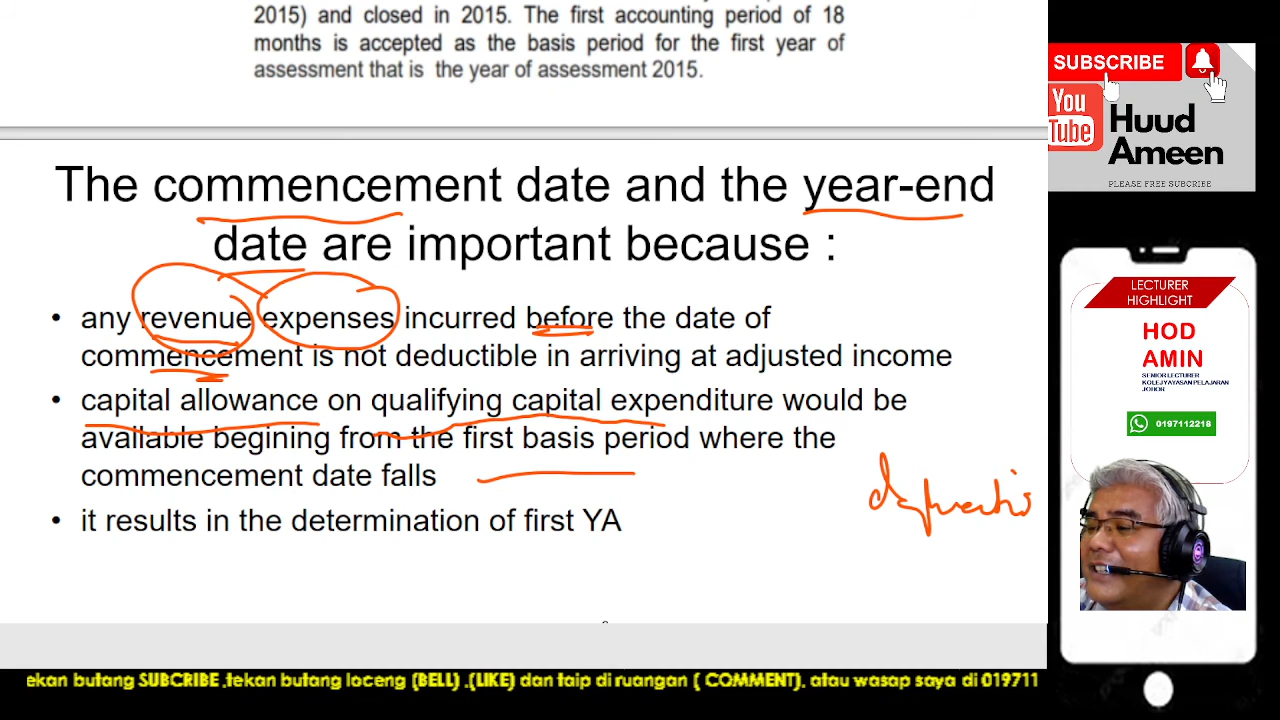 2015) and closed in 2015. The first accounting period of 18
months is accepted as the basis period for the first year of
assessment that is the year of assessment 2015.
The commencement date and the year-end
date are important because :
• any revenue expenses incurred before the date of
commencement is not deductible in arriving at adjusted income
• capital allowance on qualifying capital expenditure would be
available begining from the first basis period where the
commencement date falls
• it results in the determination of first YA
SUBSCRIBE
You
Tube
Huud
Ameen
PLEASE FREE SUBCRIBE
LECTURER
HIGHLIGHT
HOD
AMIN
SENIOR LECTURER
KOLEJ YAYASAN PELAJARAN
JOHOR
0197112218
ekan butang SUBCRIBE ,tekan butang loceng (BELL) .(LIKE) dan taip di ruangan ( COMMENT), atau wasap saya di 019711